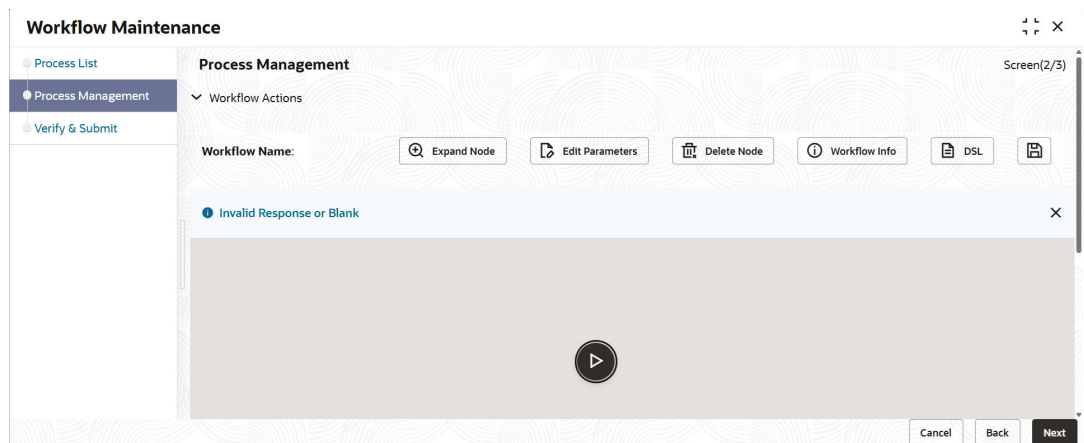 Workflow Maintenance
Process List
Process Management
Verify & Submit
Process Management
Screen(2/3)
Workflow Actions
Workflow Name:
Expand Node
Edit Parameters
Delete Node
Workflow Info
DSL
Invalid Response or Blank
Cancel
Back
Next